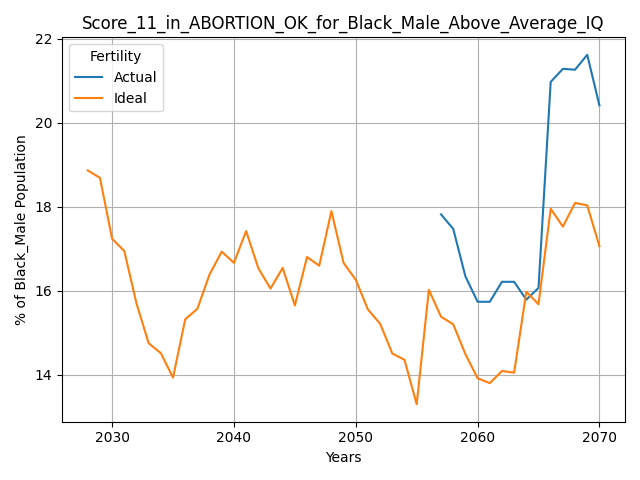 Score_11_in_ABORTION_OK_for_Black_Male_Above_Average_IQ
Fertility
Actual
Ideal
22
20
18
16
14
% of Black_Male Population
2030
2040
2050
2060
2070
Years